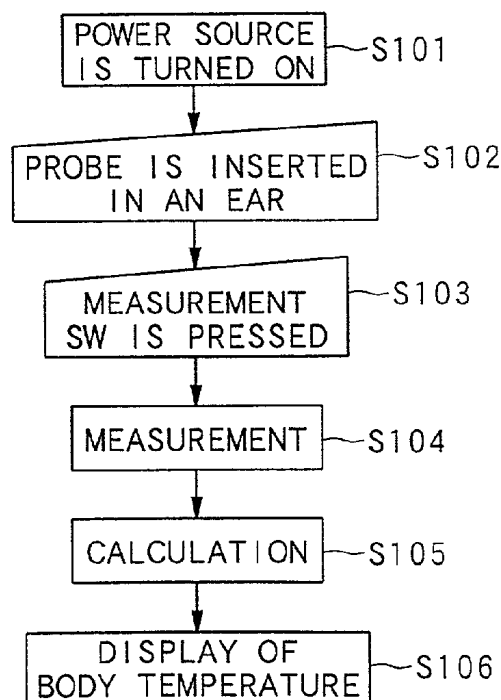 POWER SOURCE
IS TURNED ON
S101
PROBE IS INSERTED
IN AN EAR
S102
MEASUREMENT
SW IS PRESSED
S103
MEASUREMENT
S104
CALCULATION
S105
DISPLAY OF
BODY TEMPERATURE
S106